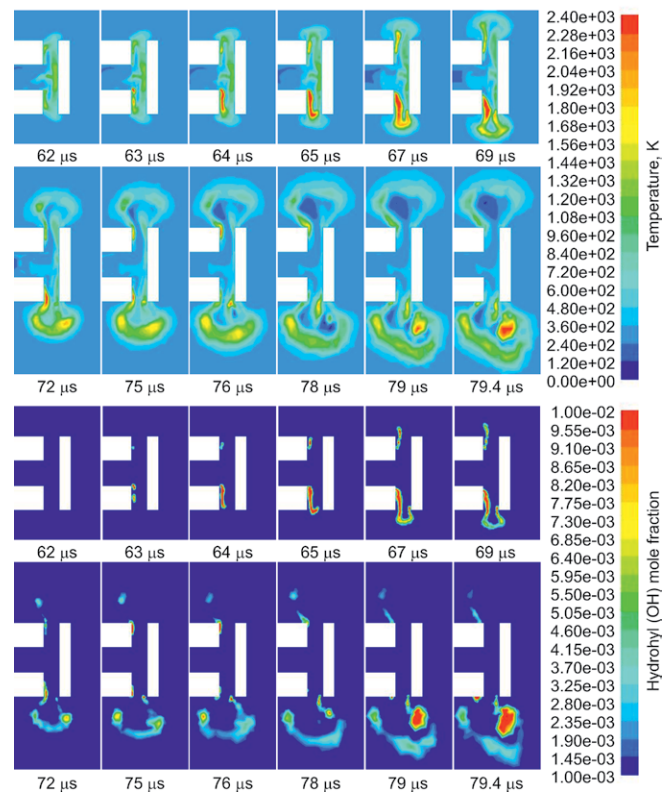 2.40e+03
2.28e+03
2.16e+03
2.04e+03
1.92e+03
1.80e+03
1.68e+03
1.56e+03
1.44e+03
1.32e+03
1.20e+03
1.08e+03
9.60e+02
8.40e+02
7.20e+02
6.00e+02
4.80e+02
3.60e+02
2.40e+02
1.20e+02
0.00e+00
Temperature, K
62 µs 63 µs 64 µs 65 µs 67 µs 69 µs
72 µs 75 µs 76 µs 78 µs 79 µs 79.4 µs
1.00e-02
9.55e-03
9.10e-03
8.65e-03
8.20e-03
7.75e-03
7.30e-03
6.85e-03
6.40e-03
5.95e-03
5.50e-03
5.05e-03
4.60e-03
4.15e-03
3.70e-03
3.25e-03
2.80e-03
2.35e-03
1.90e-03
1.45e-03
1.00e-03
Hydrohyl (OH) mole fraction
62 µs 63 µs 64 µs 65 µs 67 µs 69 µs
72 µs 75 µs 76 µs 78 µs 79 µs 79.4 µs